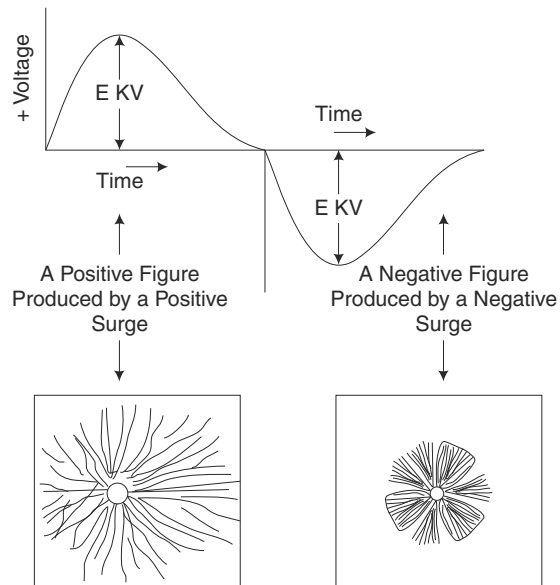 + Voltage
E KV
Time
Time
E KV
A Positive Figure
Produced by a Positive
Surge
A Negative Figure
Produced by a Negative
Surge